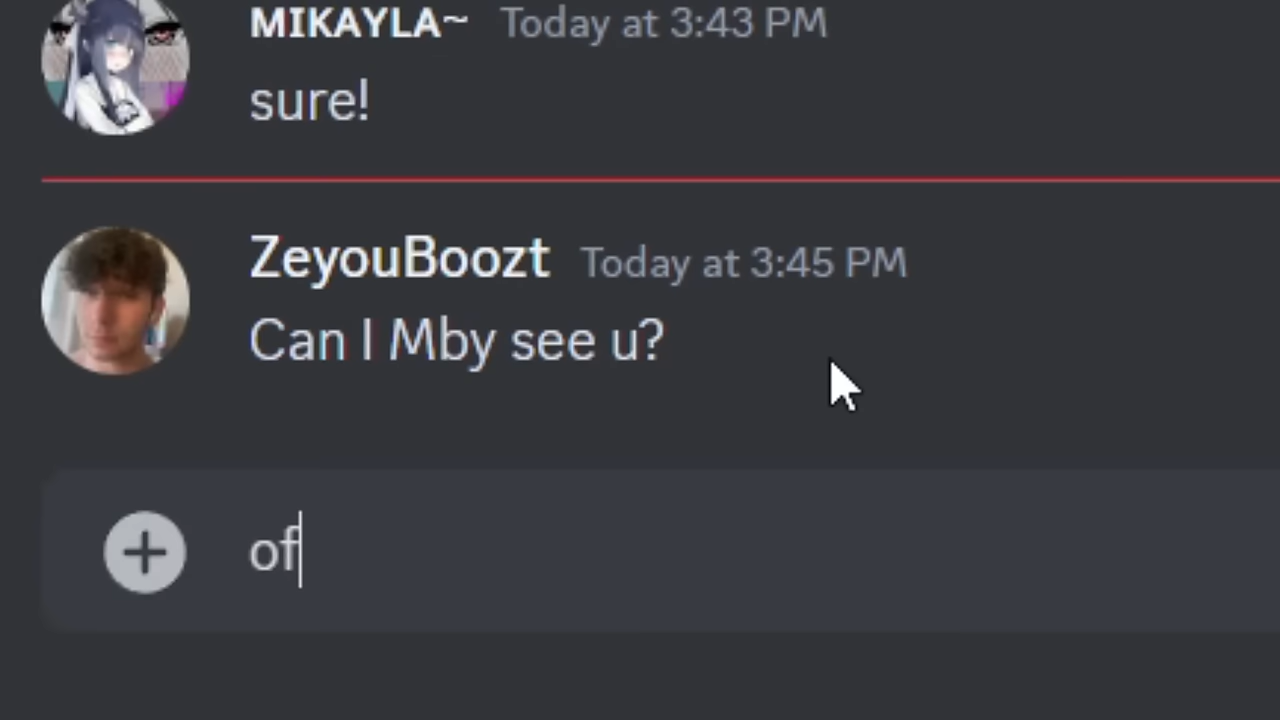 MIKAYLA~ Today at 3:43 PM
sure!
ZeyouBoozt Today at 3:45 PM
Can I Mby see u?
of